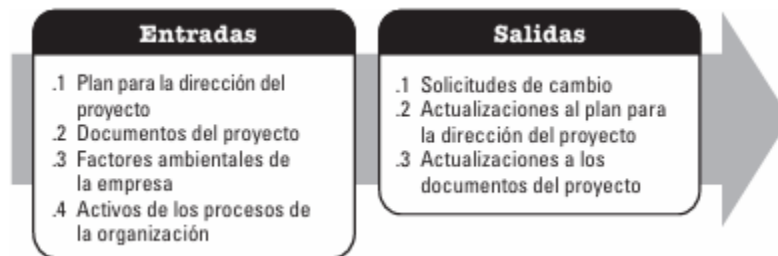 Entradas
.1 Plan para la dirección del
proyecto
.2 Documentos del proyecto
.3 Factores ambientales de
la empresa
.4 Activos de los procesos de
la organización
Salidas
.1 Solicitudes de cambio
.2 Actualizaciones al plan para
la dirección del proyecto
.3 Actualizaciones a los
documentos del proyecto